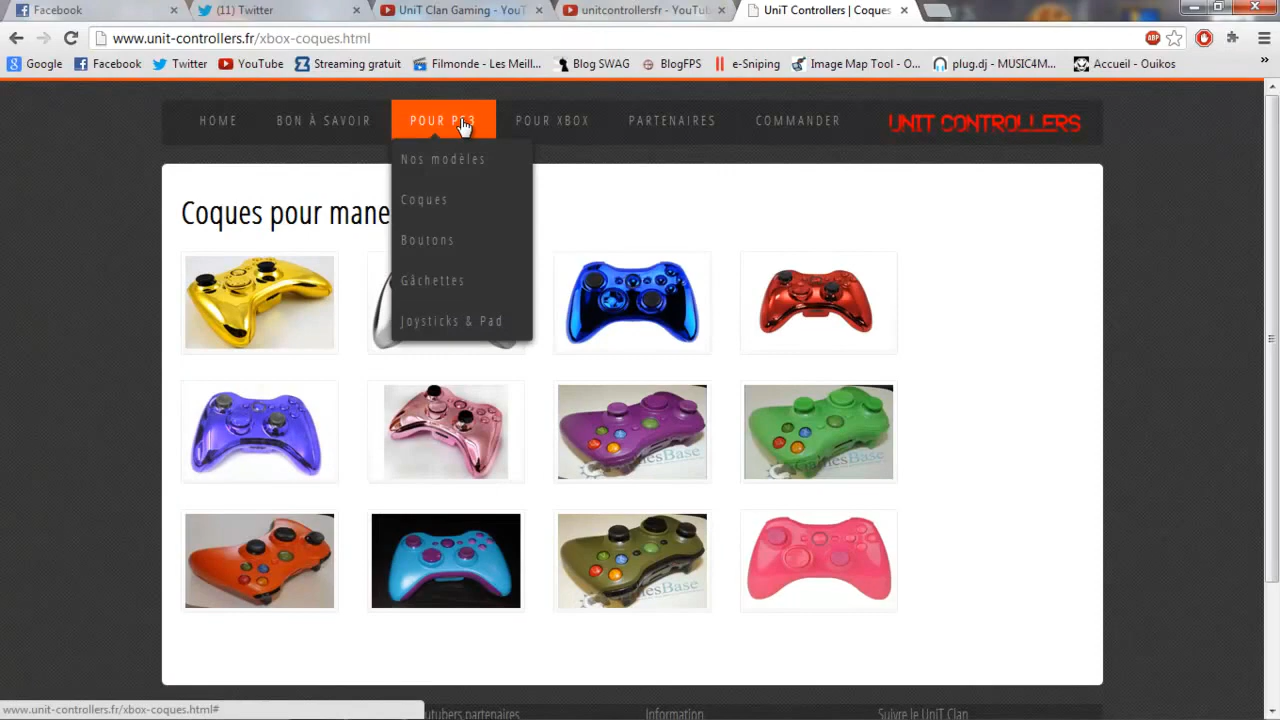 Facebook
(11) Twitter
UniT Clan Gaming - YouT
unitcontrollersfr - YouTube
UniT Controllers | Coques
www.unit-controllers.fr/xbox-coques.html
Google
Facebook
Twitter
YouTube
Streaming gratuit
Filmonde - Les Meill...
Blog SWAG
BlogFPS
e-Sniping
Image Map Tool - O...
plug.dj - MUSIC4M...
Accueil - Ouikos
HOME
BON À SAVOIR
POUR PS3
POUR XBOX
PARTENAIRES
COMMANDER
UNIT CONTROLLERS
Nos modèles
Coques
Boutons
Gâchettes
Joysticks & Pad
Coques pour mane
www.unit-controllers.fr/xbox-coques.html#
outubers partenaires
Information
Suivre le UniT Clan